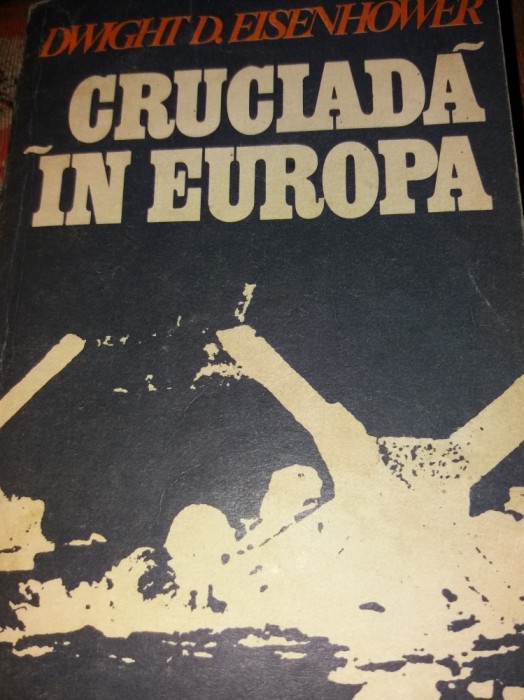 DWIGHT D. EISENHOWER
CRUCIADĂ
ÎN EUROPA